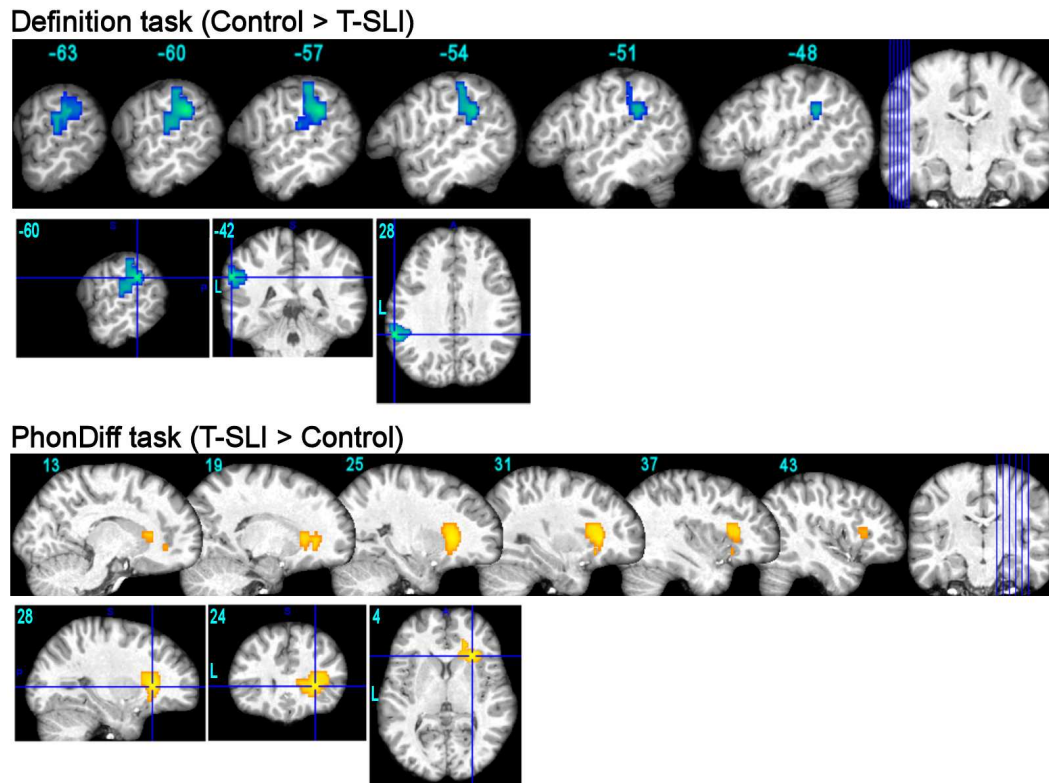 Definition task (Control > T-SLI)
-63 -60 -57 -54 -51 -48
-60 -42 28
S S A
P
L L
PhonDiff task (T-SLI > Control)
13 19 25 31 37 43
28 24 4
S S
L
L